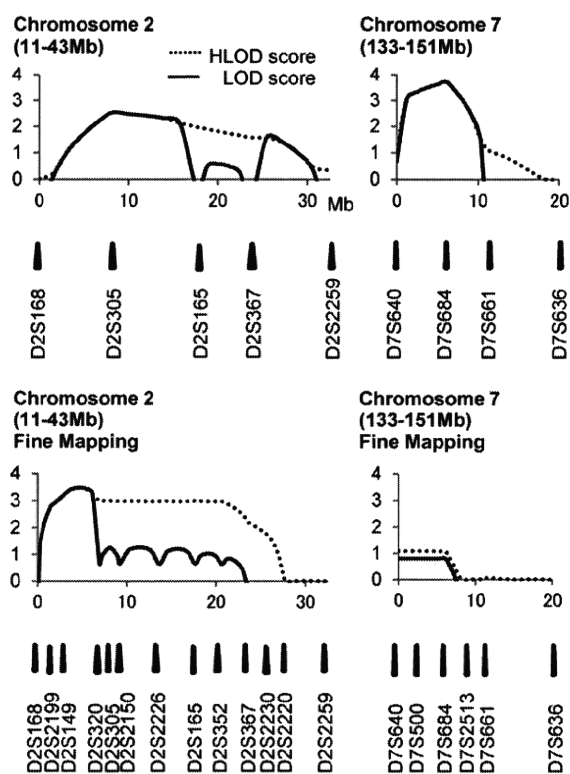 Chromosome 2
(11-43Mb)
HLOD score
LOD score
4
3
2
1
0
0
10
20
30
Mb
D2S168
D2S305
D2S165
D2S367
D2S2259
Chromosome 7
(133-151Mb)
4
3
2
1
0
0
10
20
D7S640
D7S684
D7S661
D7S636
Chromosome 2
(11-43Mb)
Fine Mapping
4
3
2
1
0
0
10
20
30
D2S168
D2S2199
D2S149
D2S320
D2S305
D2S2150
D2S2226
D2S165
D2S352
D2S367
D2S2230
D2S2220
D2S2259
Chromosome 7
(133-151Mb)
Fine Mapping
4
3
2
1
0
0
10
20
D7S640
D7S500
D7S684
D7S2513
D7S661
D7S636